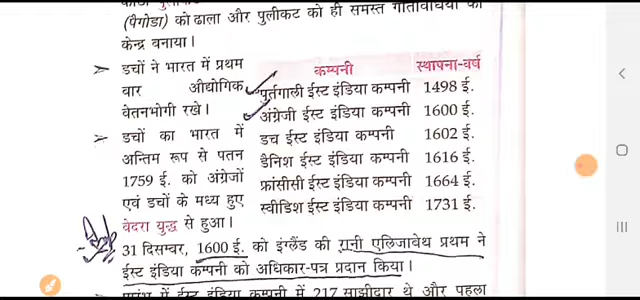 (पैगोडा) को ढाला और पुलीकट को ही समस्त गतिविधियों का
केन्द्र बनाया।
➢ डचों ने भारत में प्रथम
वार औद्योगिक
वेतनभोगी रखे।
➢ डचों का भारत में
अन्तिम रूप से पतन
1759 ई. को अंग्रेजों
एवं डचों के मध्य हुए
वेदरा युद्ध से हुआ।
कम्पनी स्थापना-वर्ष
पुर्तगाली ईस्ट इंडिया कम्पनी 1498 ई.
अंग्रेजी ईस्ट इंडिया कम्पनी 1600 ई.
डच ईस्ट इंडिया कम्पनी 1602 ई.
डैनिश ईस्ट इंडिया कम्पनी 1616 ई.
फ्रांसीसी ईस्ट इंडिया कम्पनी 1664 ई.
स्वीडिश ईस्ट इंडिया कम्पनी 1731 ई.
31 दिसम्बर, 1600 ई. को इंग्लैंड की रानी एलिजाबेथ प्रथम ने
ईस्ट इंडिया कम्पनी को अधिकार-पत्र प्रदान किया।
➢ प्रारंभ में ईस्ट इंडिया कम्पनी में 217 साझीदार थे और पहला